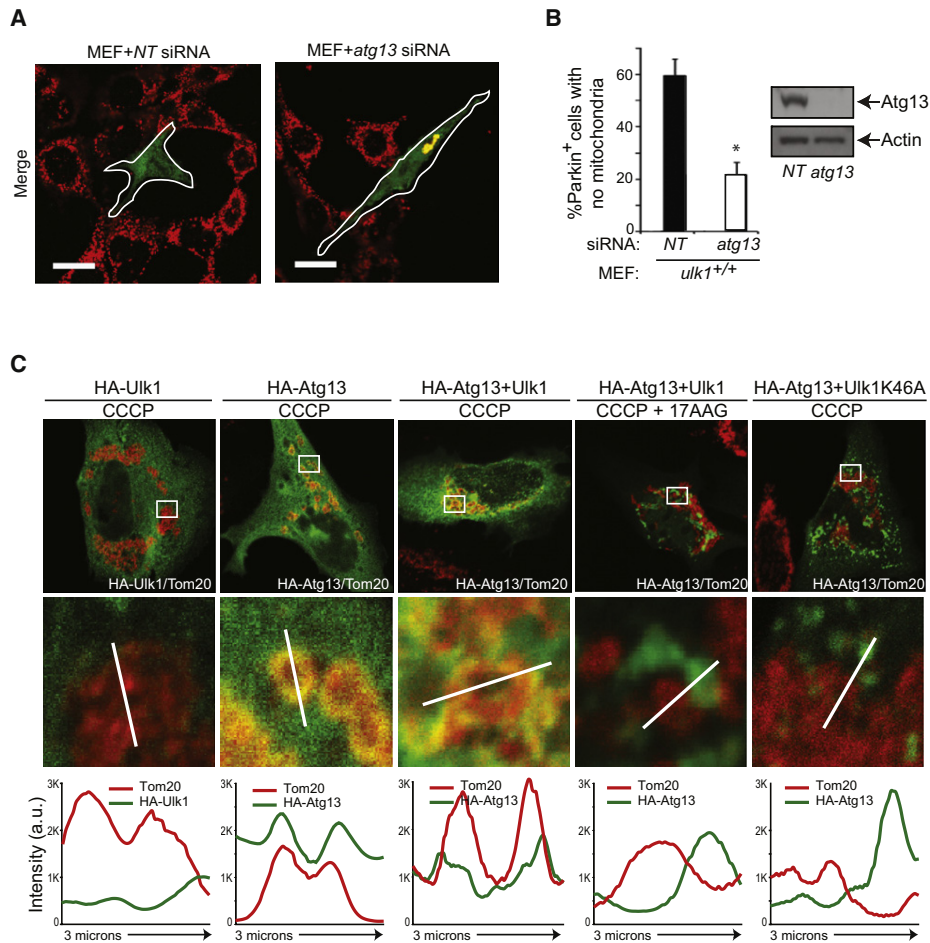 A
MEF+NT siRNA
MEF+atg13 siRNA
Merge
B
%Parkin+ cells with
no mitochondria
60
40
20
0
*
siRNA: NT atg13
MEF: ulk1+/+
Atg13
Actin
NT atg13
C
HA-Ulk1
CCCP
HA-Atg13
CCCP
HA-Atg13+Ulk1
CCCP
HA-Atg13+Ulk1
CCCP + 17AAG
HA-Atg13+Ulk1K46A
CCCP
HA-Ulk1/Tom20
HA-Atg13/Tom20
HA-Atg13/Tom20
HA-Atg13/Tom20
HA-Atg13/Tom20
Intensity (a.u.)
3K
2K
1K
0
Tom20
HA-Ulk1
3 microns
3K
2K
1K
0
Tom20
HA-Atg13
3 microns
3K
2K
1K
0
Tom20
HA-Atg13
3 microns
3K
2K
1K
0
Tom20
HA-Atg13
3 microns
3K
2K
1K
0
Tom20
HA-Atg13
3 microns